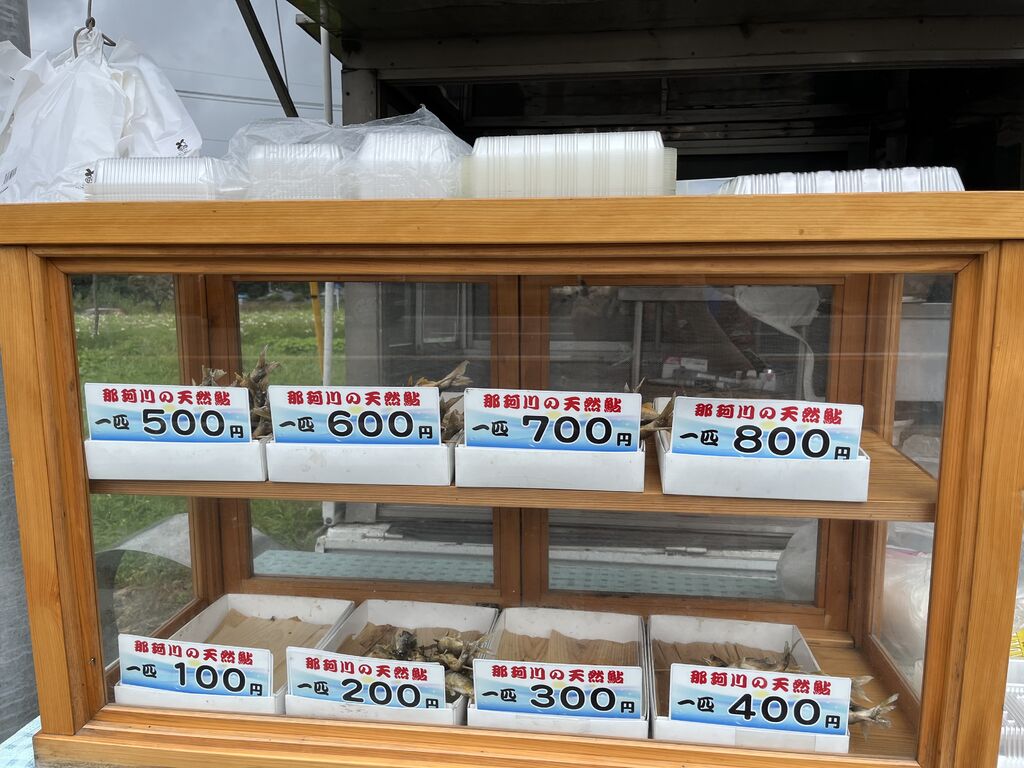 那珂川の天然鮎
一匹 500円
那珂川の天然鮎
一匹 600円
那珂川の天然鮎
一匹 700円
那珂川の天然鮎
一匹 800円
那珂川の天然鮎
一匹 100円
那珂川の天然鮎
一匹 200円
那珂川の天然鮎
一匹 300円
那珂川の天然鮎
一匹 400円